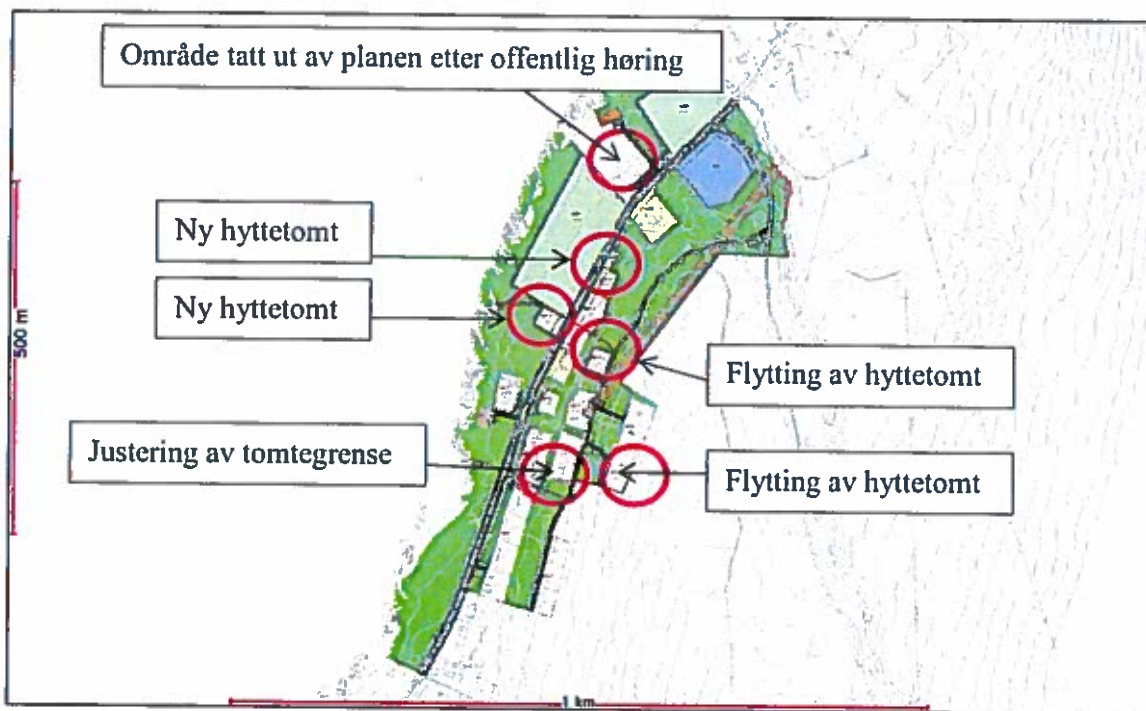 Område tatt ut av planen etter offentlig høring
Ny hyttetomt
Ny hyttetomt
500 m
Flytting av hyttetomt
Justering av tomtegrense
Flytting av hyttetomt
1 km